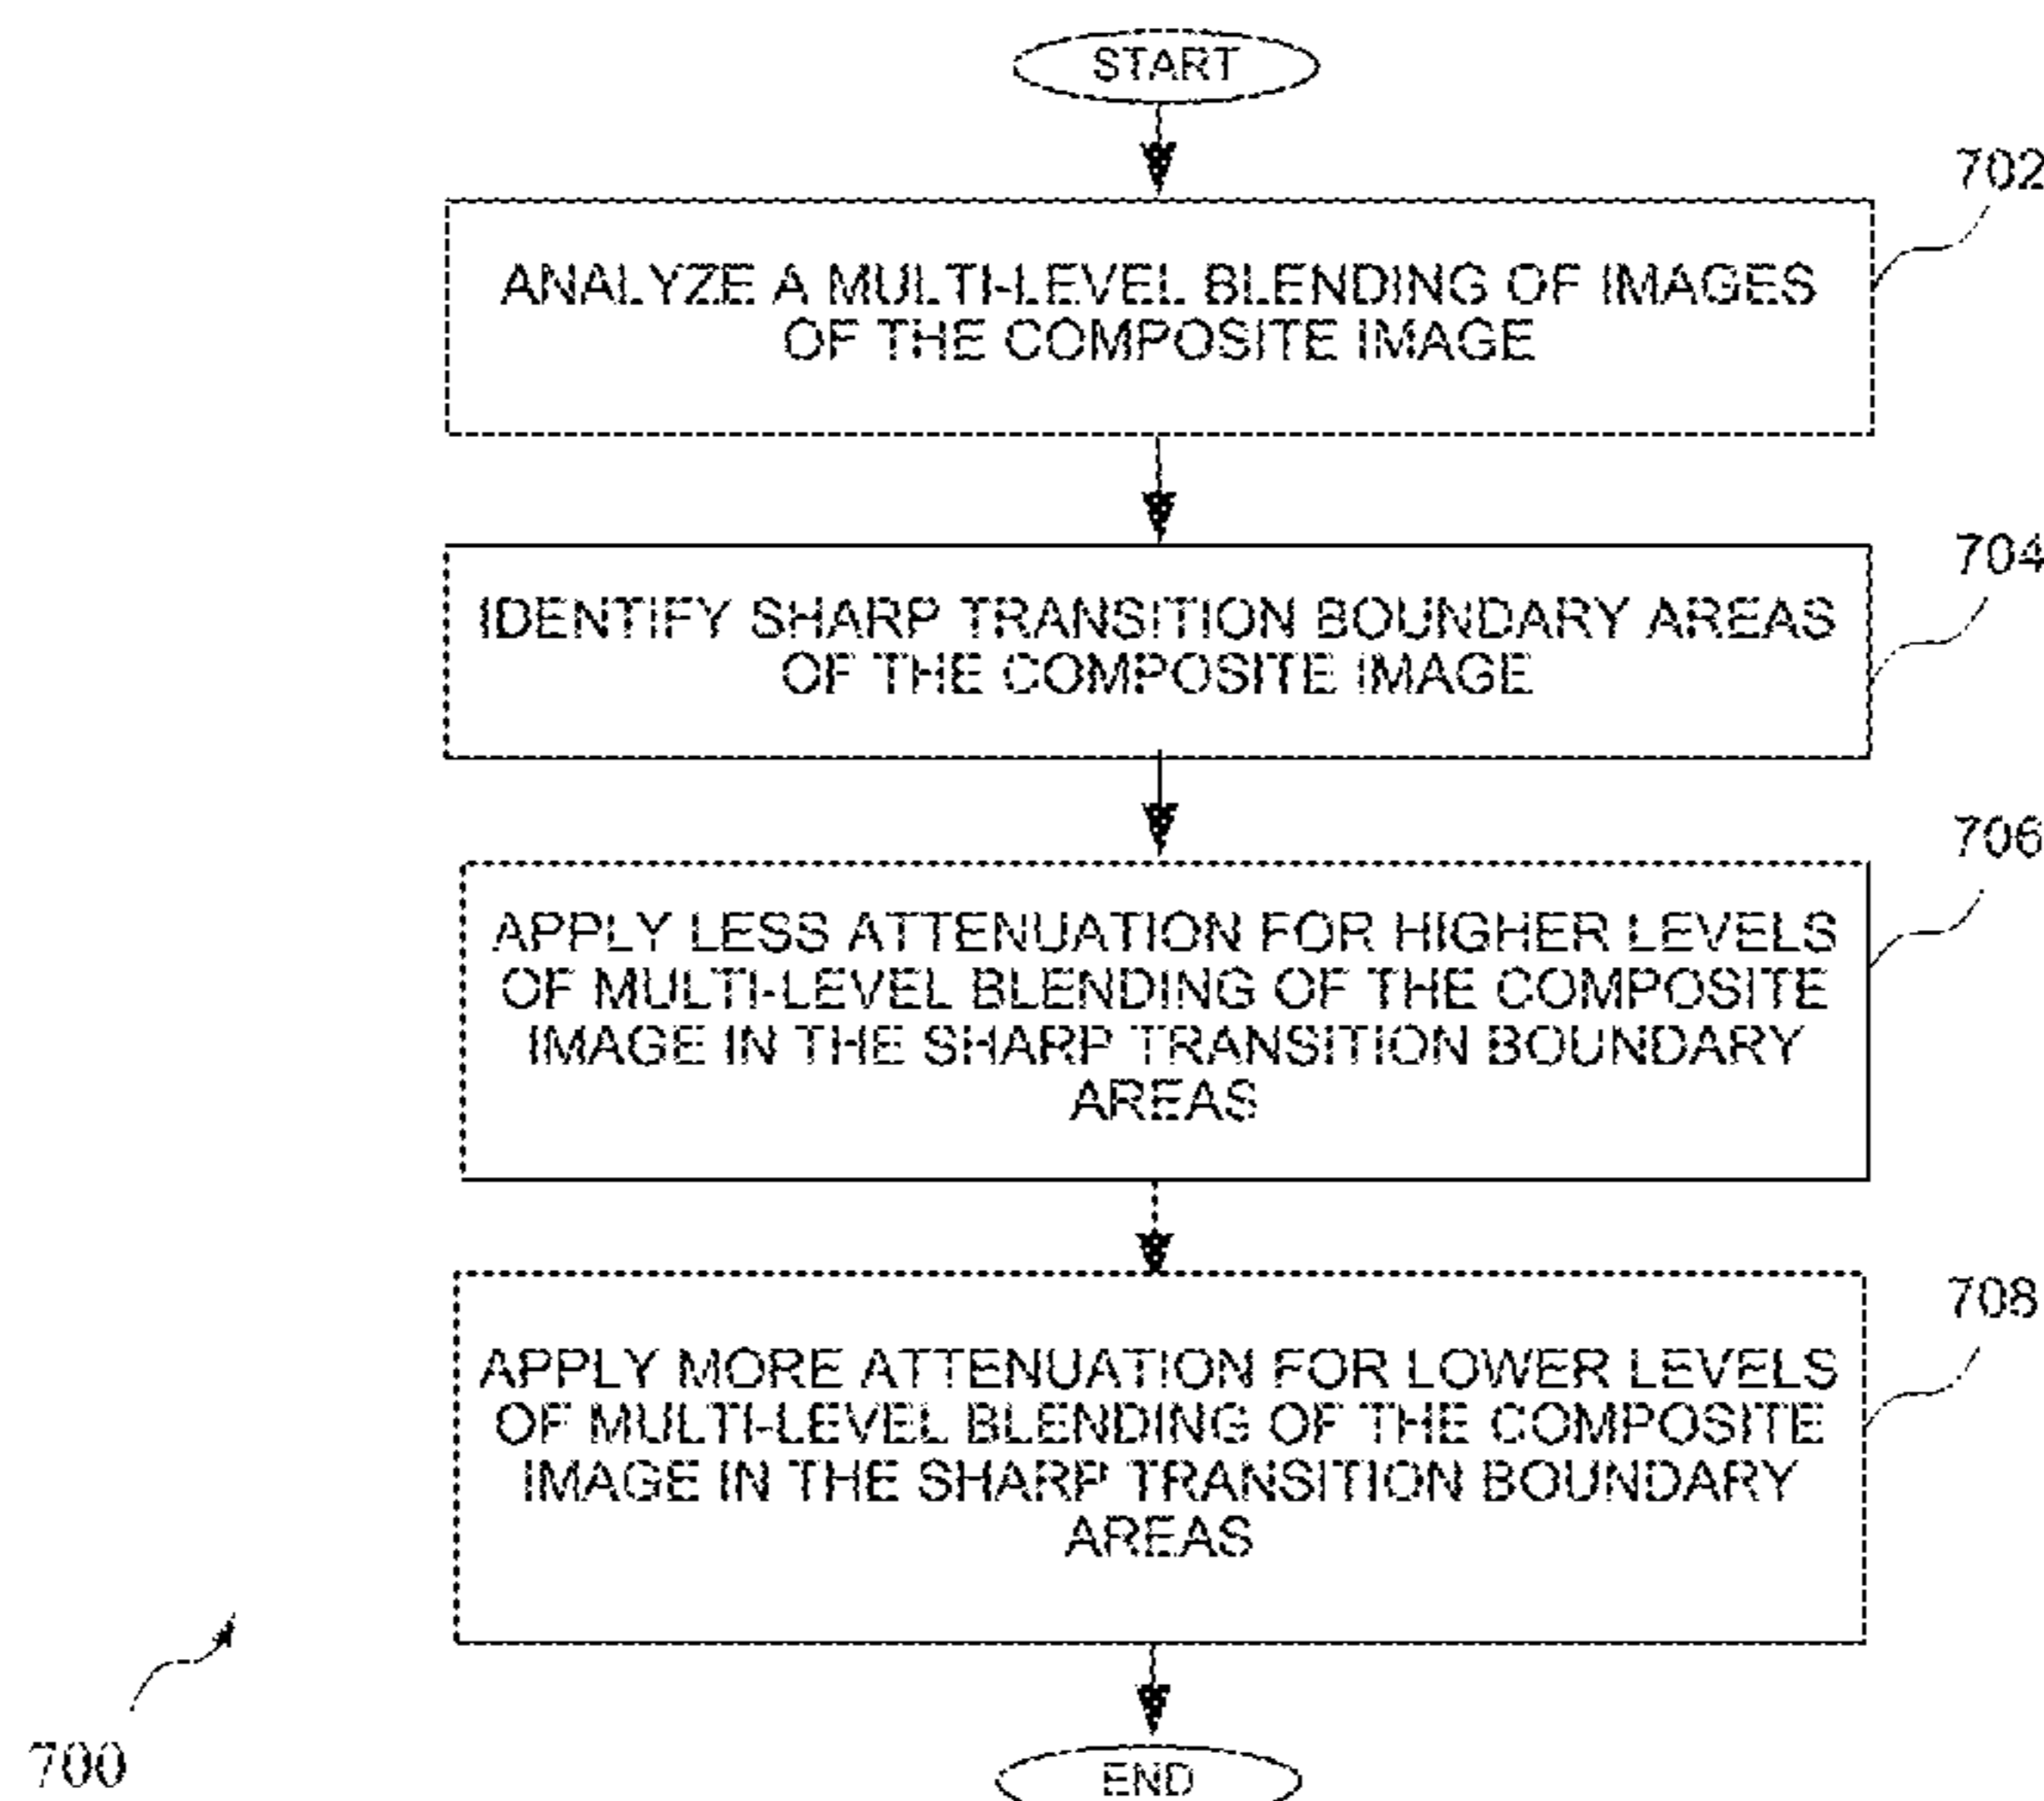 START
702
ANALYZE A MULTI-LEVEL BLENDING OF IMAGES
OF THE COMPOSITE IMAGE
704
IDENTIFY SHARP TRANSITION BOUNDARY AREAS
OF THE COMPOSITE IMAGE
706
APPLY LESS ATTENUATION FOR HIGHER LEVELS
OF MULTI-LEVEL BLENDING OF THE COMPOSITE
IMAGE IN THE SHARP TRANSITION BOUNDARY
AREAS
708
APPLY MORE ATTENUATION FOR LOWER LEVELS
OF MULTI-LEVEL BLENDING OF THE COMPOSITE
IMAGE IN THE SHARP TRANSITION BOUNDARY
AREAS
700
END